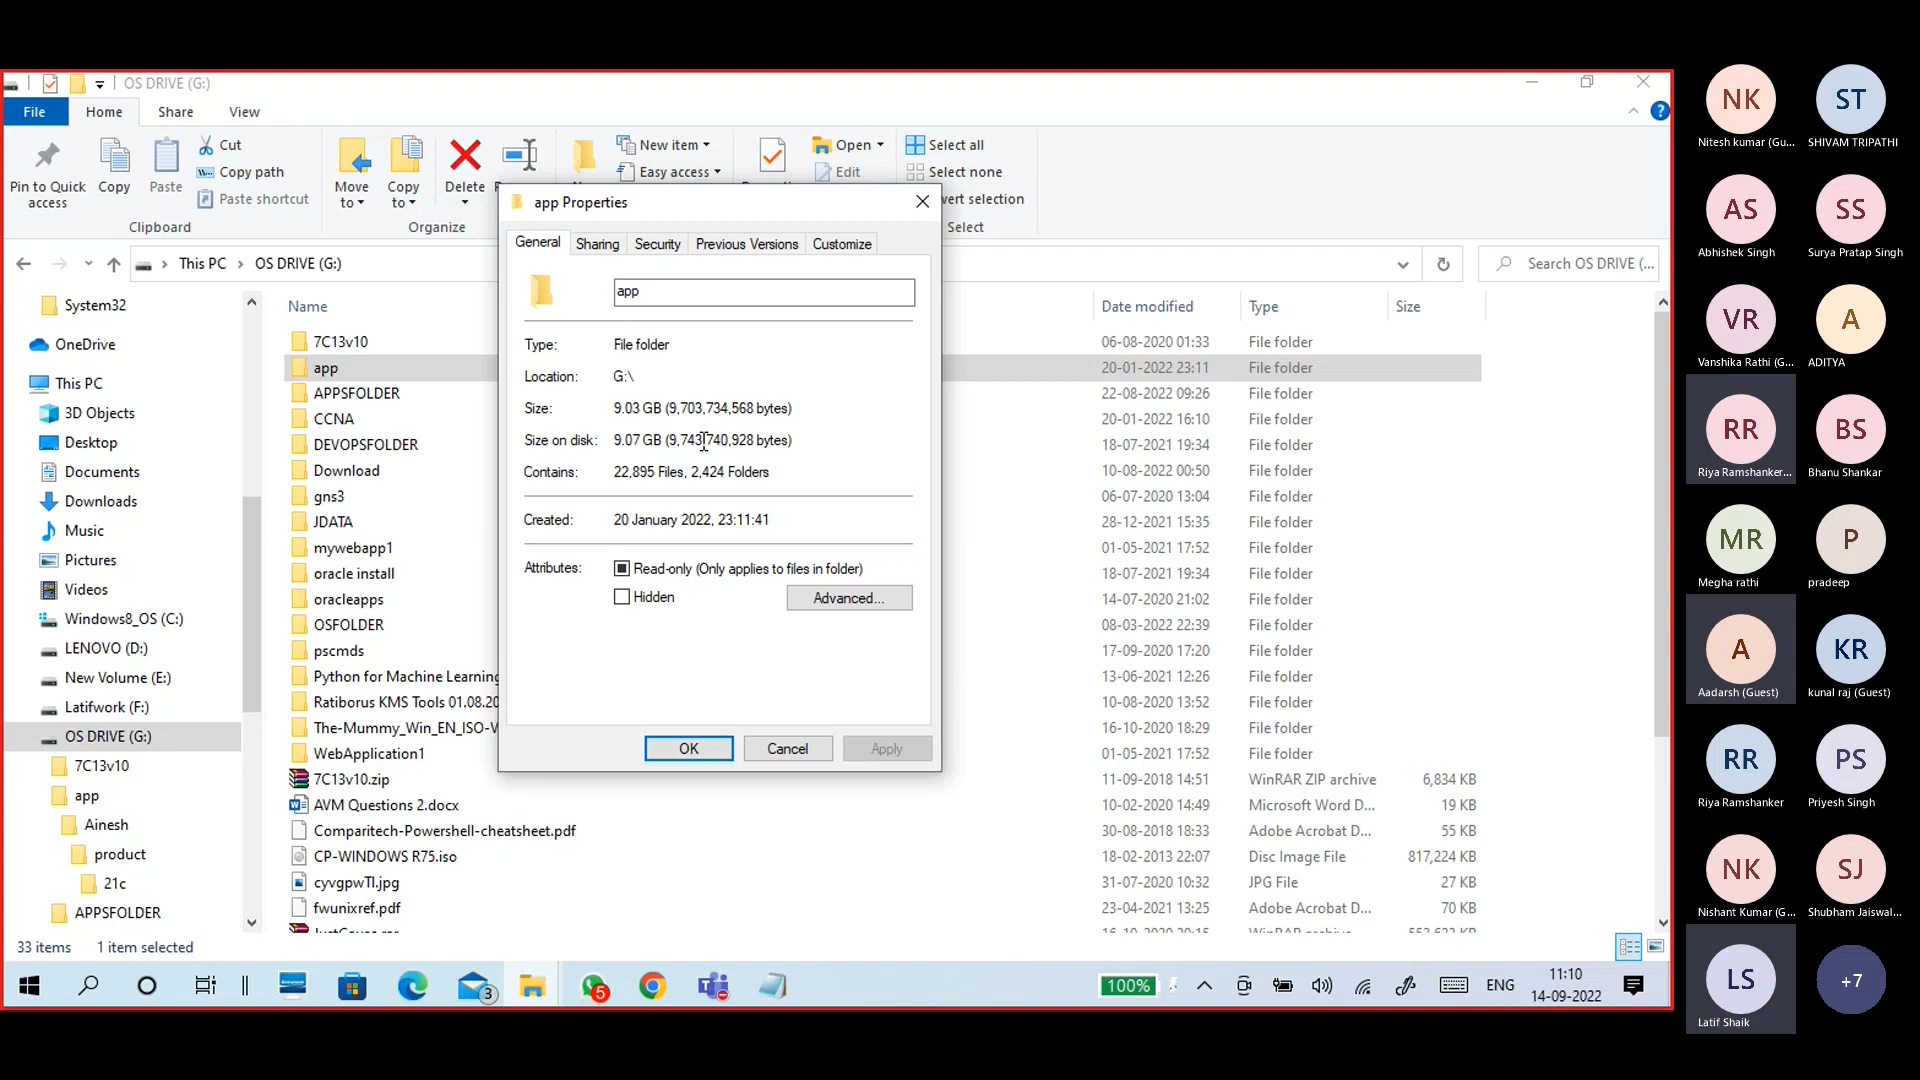 OS DRIVE (G:)
File Home Share View
Pin to Quick access
Copy
Paste
Cut
Copy path
Paste shortcut
Clipboard
Move to
Copy to
Delete
Organize
New item
Easy access
Open
Edit
Select all
Select none
vert selection
Select
This PC › OS DRIVE (G:)
Search OS DRIVE (...
System32
OneDrive
This PC
3D Objects
Desktop
Documents
Downloads
Music
Pictures
Videos
Windows8_OS (C:)
LENOVO (D:)
New Volume (E:)
Latifwork (F:)
OS DRIVE (G:)
7C13v10
app
Ainesh
product
21c
APPSFOLDER
Name Date modified Type Size
7C13v10 06-08-2020 01:33 File folder
app 20-01-2022 23:11 File folder
APPSFOLDER 22-08-2022 09:26 File folder
CCNA 20-01-2022 16:10 File folder
DEVOPSFOLDER 18-07-2021 19:34 File folder
Download 10-08-2022 00:50 File folder
gns3 06-07-2020 13:04 File folder
JDATA 28-12-2021 15:35 File folder
mywebapp1 01-05-2021 17:52 File folder
oracle install 18-07-2021 19:34 File folder
oracleapps 14-07-2020 21:02 File folder
OSFOLDER 08-03-2022 22:39 File folder
pscmds 17-09-2020 17:20 File folder
Python for Machine Learning 13-06-2021 12:26 File folder
Ratiborus KMS Tools 01.08.20 10-08-2020 13:52 File folder
The-Mummy_Win_EN_ISO-V 16-10-2020 18:29 File folder
WebApplication1 01-05-2021 17:52 File folder
7C13v10.zip 11-09-2018 14:51 WinRAR ZIP archive 6,834 KB
AVM Questions 2.docx 10-02-2020 14:49 Microsoft Word D... 19 KB
Comparitech-Powershell-cheatsheet.pdf 30-08-2018 18:33 Adobe Acrobat D... 55 KB
CP-WINDOWS R75.iso 18-02-2013 22:07 Disc Image File 817,224 KB
cyvgpwTl.jpg 31-07-2020 10:32 JPG File 27 KB
fwunixref.pdf 23-04-2021 13:25 Adobe Acrobat D... 70 KB
33 items 1 item selected
app Properties
General Sharing Security Previous Versions Customize
app
Type: File folder
Location: G:\
Size: 9.03 GB (9,703,734,568 bytes)
Size on disk: 9.07 GB (9,743,740,928 bytes)
Contains: 22,895 Files, 2,424 Folders
Created: 20 January 2022, 23:11:41
Attributes: Read-only (Only applies to files in folder)
Hidden Advanced...
OK Cancel Apply
3
5
100%
ENG
11:10
14-09-2022
NK ST
Nitesh kumar (Gu... SHIVAM TRIPATHI
AS SS
Abhishek Singh Surya Pratap Singh
VR A
Vanshika Rathi (G... ADITYA
RR BS
Riya Ramshanker... Bhanu Shankar
MR P
Megha rathi pradeep
A KR
Aadarsh (Guest) kunal raj (Guest)
RR PS
Riya Ramshanker Priyesh Singh
NK SJ
Nishant Kumar (G... Shubham Jaiswal...
LS +7
Latif Shaik